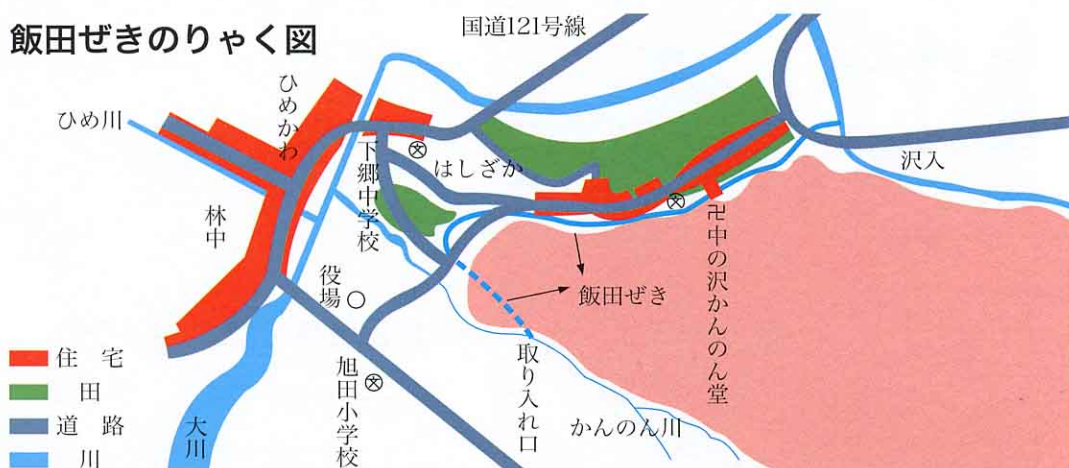 飯田ぜきのりゃく図
国道121号線
ひめ川
ひめかわ
下郷中学校
はしざか
沢入
林中
役場
飯田ぜき
卍中の沢かんのん堂
取り入れ口
旭田小学校
かんのん川
大川
住 宅
田
道 路
川